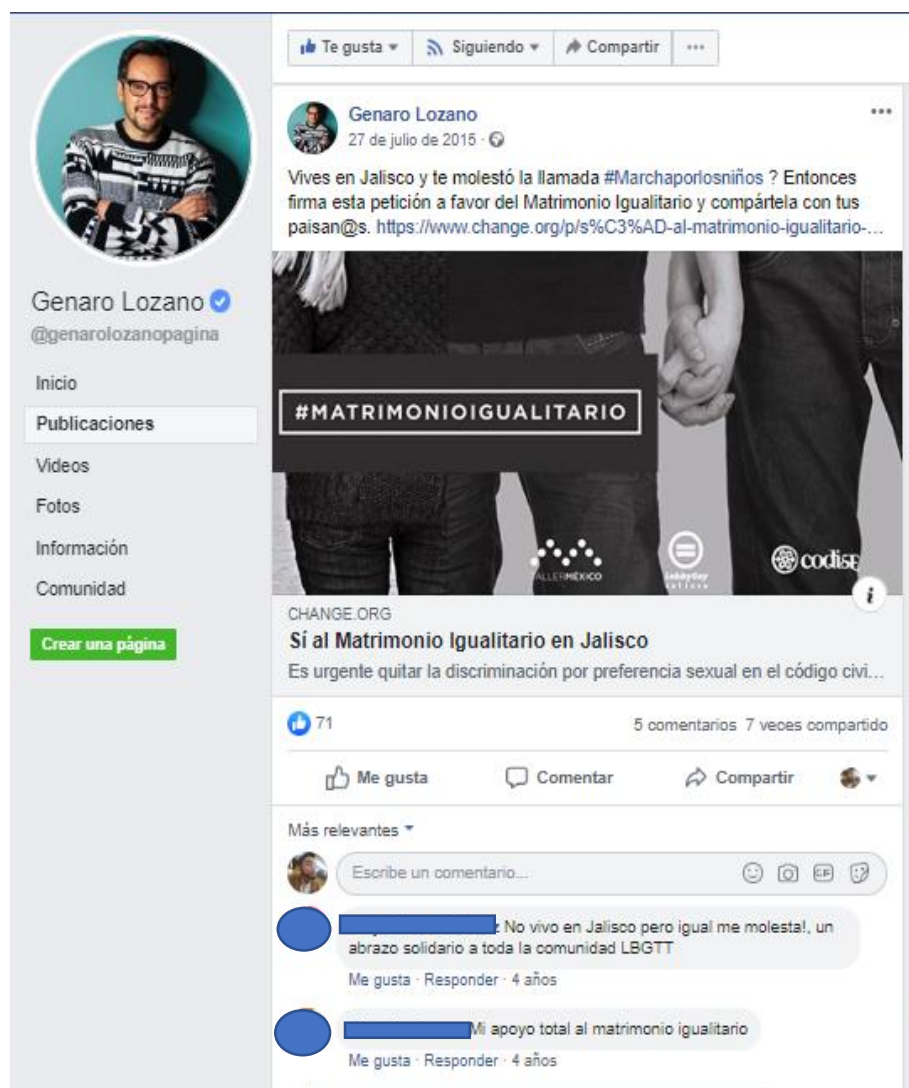 Te gusta
Siguiendo
Compartir
Genaro Lozano
27 de julio de 2015
Vives en Jalisco y te molestó la llamada #Marchaporlosniños ? Entonces
firma esta petición a favor del Matrimonio Igualitario y compártela con tus
paisan@s. https://www.change.org/p/s%C3%AD-al-matrimonio-igualitario-...
Genaro Lozano
@genarolozanopagina
Inicio
Publicaciones
Videos
Fotos
Información
Comunidad
Crear una página
#MATRIMONIOIGUALITARIO
ALLERMÉXICO
codise
CHANGE.ORG
Sí al Matrimonio Igualitario en Jalisco
Es urgente quitar la discriminación por preferencia sexual en el código civi...
71
5 comentarios 7 veces compartido
Me gusta
Comentar
Compartir
Más relevantes
Escribe un comentario...
GIF
No vivo en Jalisco pero igual me molesta!, un
abrazo solidario a toda la comunidad LBGTT
Me gusta · Responder · 4 años
Mi apoyo total al matrimonio igualitario
Me gusta · Responder · 4 años